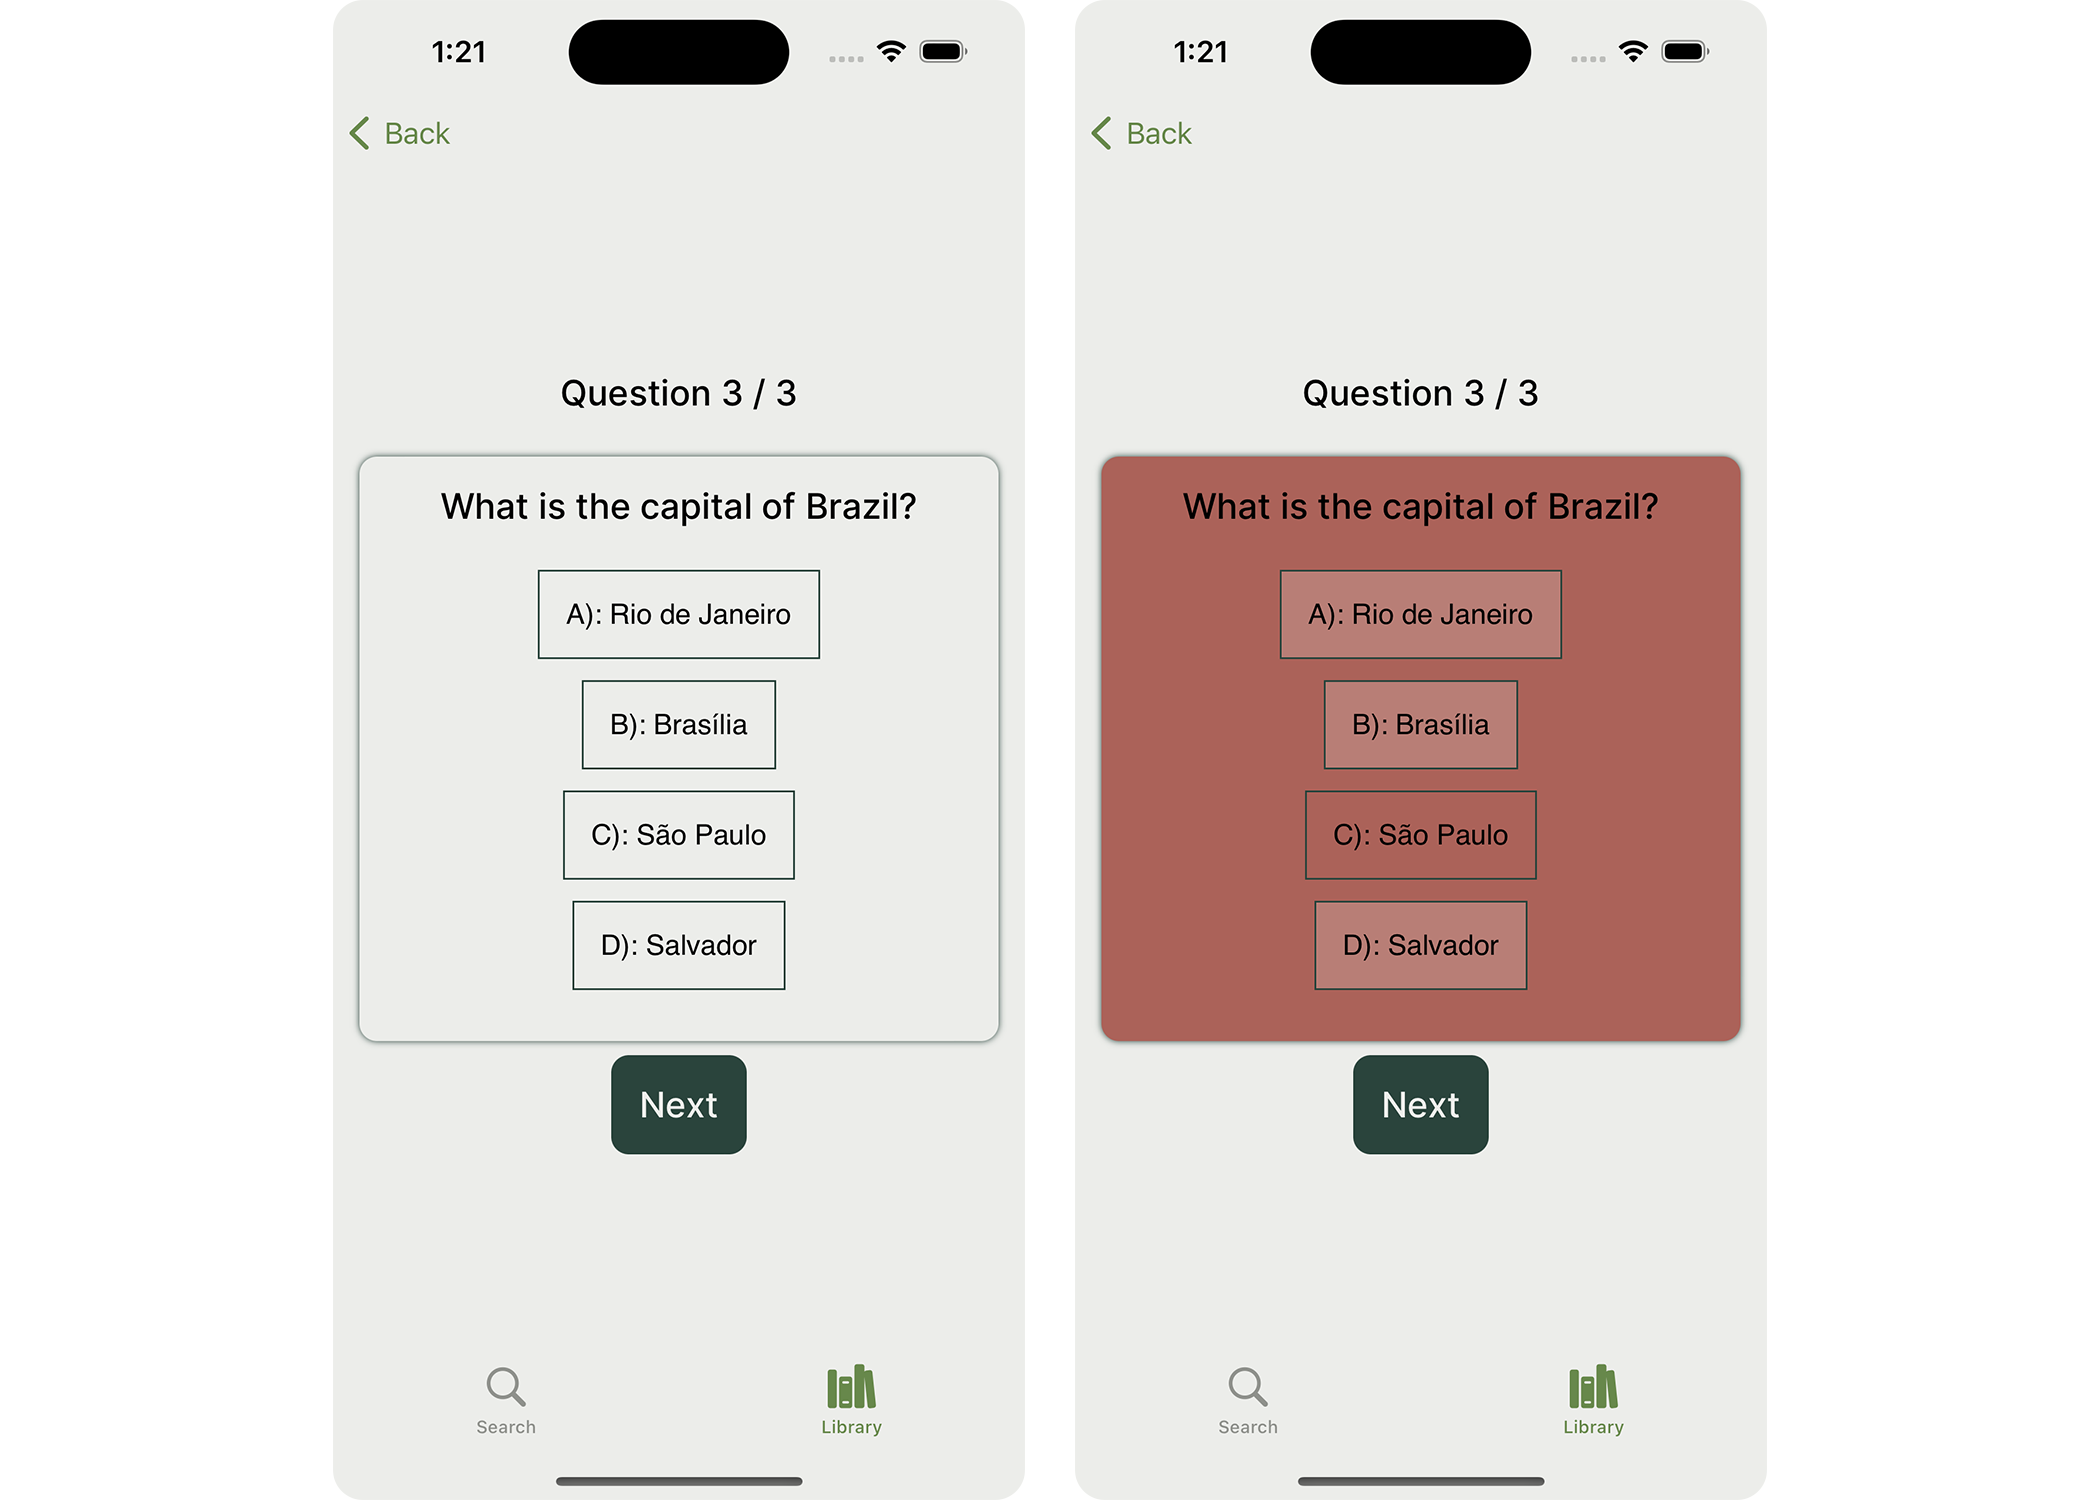 1:21
Back
Question 3 / 3
What is the capital of Brazil?
A): Rio de Janeiro
B): Brasília
C): São Paulo
D): Salvador
Next
Search
Library
1:21
Back
Question 3 / 3
What is the capital of Brazil?
A): Rio de Janeiro
B): Brasília
C): São Paulo
D): Salvador
Next
Search
Library